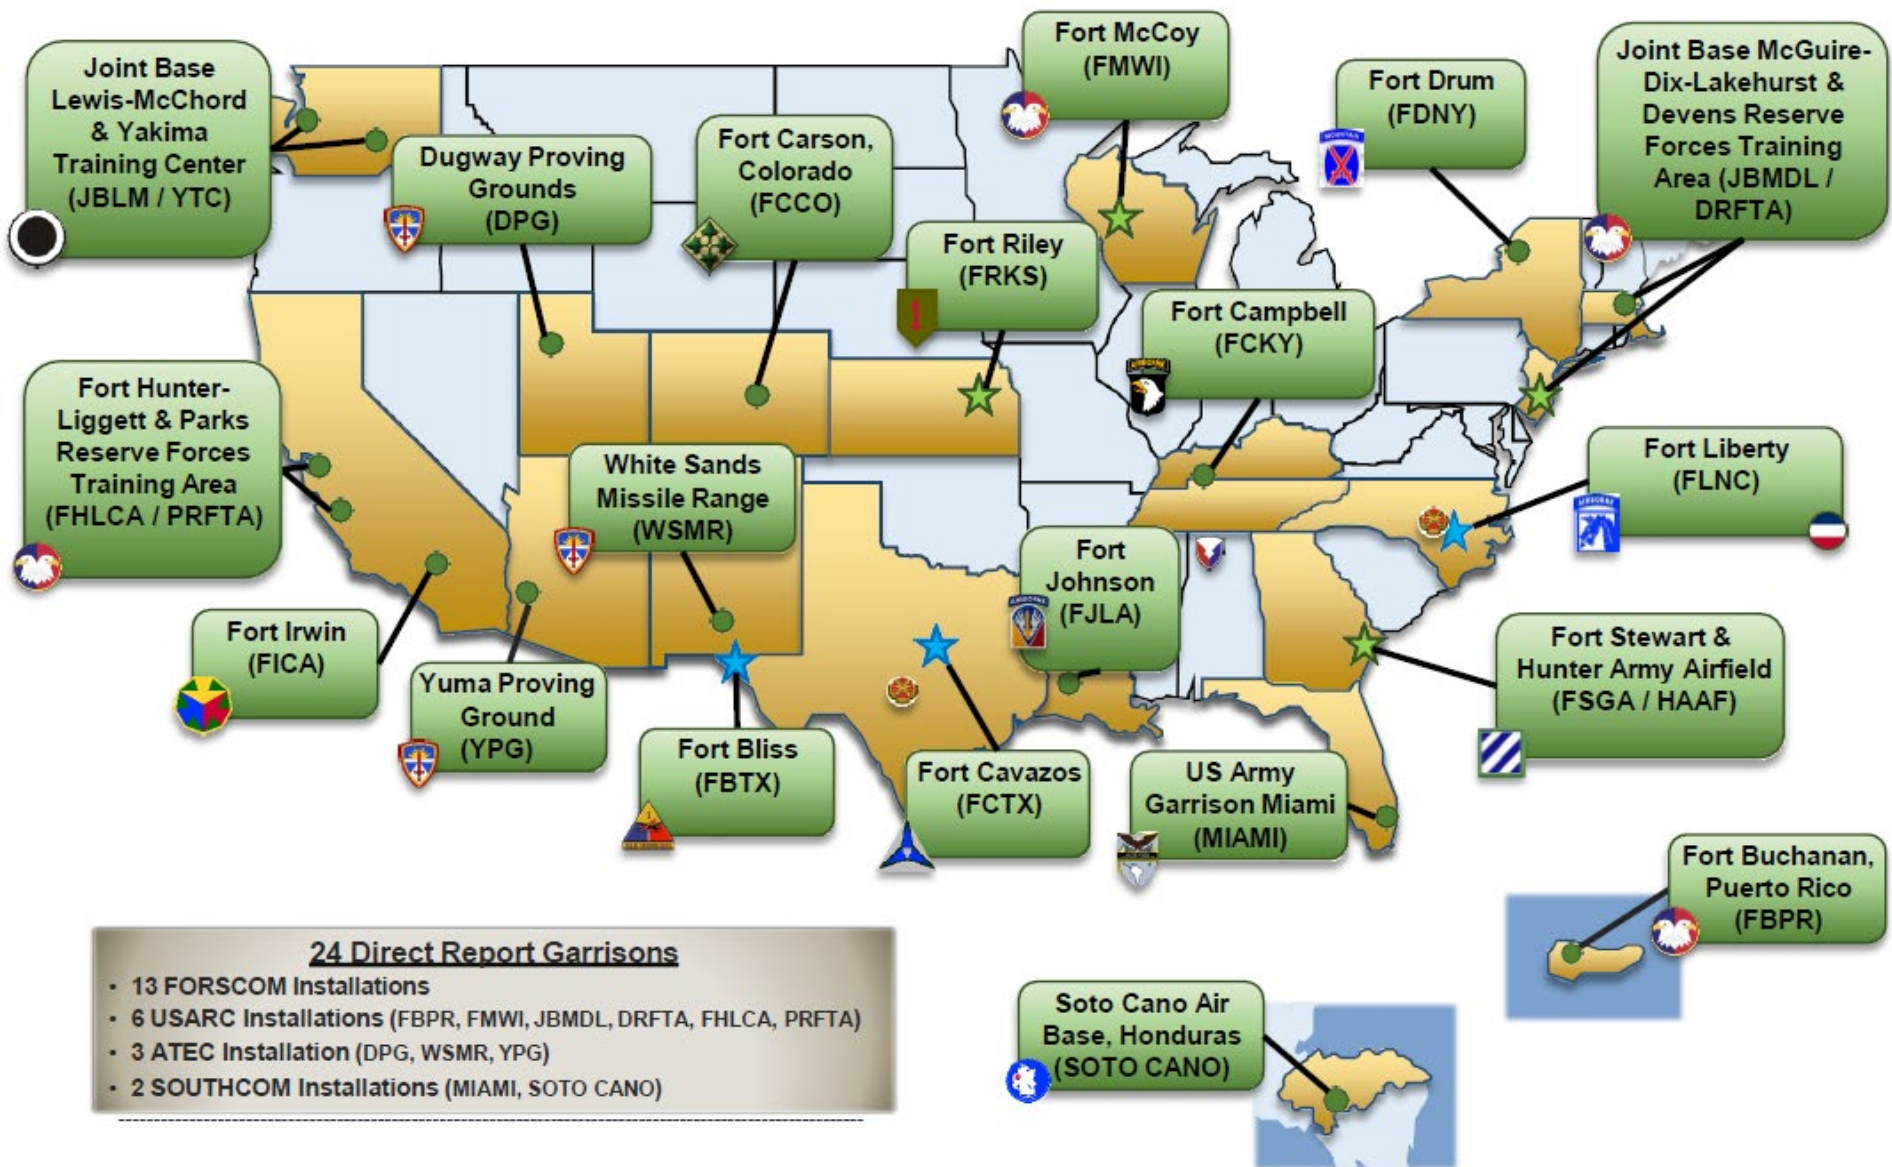 Joint Base
Lewis-McChord
& Yakima
Training Center
(JBLM / YTC)
Dugway Proving
Grounds
(DPG)
Fort Carson,
Colorado
(FCCO)
Fort McCoy
(FMWI)
Fort Riley
(FRKS)
Fort Drum
(FDNY)
MOUNTAIN
Joint Base McGuire-
Dix-Lakehurst &
Devens Reserve
Forces Training
Area (JBMDL /
DRFTA)
Fort Campbell
(FCKY)
AIRBORNE
Fort Hunter-
Liggett & Parks
Reserve Forces
Training Area
(FHLCA / PRFTA)
White Sands
Missile Range
(WSMR)
Fort Liberty
(FLNC)
AIRBORNE
Fort
Johnson
(FJLA)
AIRBORNE
Fort Irwin
(FICA)
Yuma Proving
Ground
(YPG)
Fort Bliss
(FBTX)
1
Fort Cavazos
(FCTX)
US Army
Garrison Miami
(MIAMI)
Fort Stewart &
Hunter Army Airfield
(FSGA / HAAF)
Fort Buchanan,
Puerto Rico
(FBPR)
Soto Cano Air
Base, Honduras
(SOTO CANO)
24 Direct Report Garrisons
• 13 FORSCOM Installations
• 6 USARC Installations (FBPR, FMWI, JBMDL, DRFTA, FHLCA, PRFTA)
• 3 ATEC Installation (DPG, WSMR, YPG)
• 2 SOUTHCOM Installations (MIAMI, SOTO CANO)